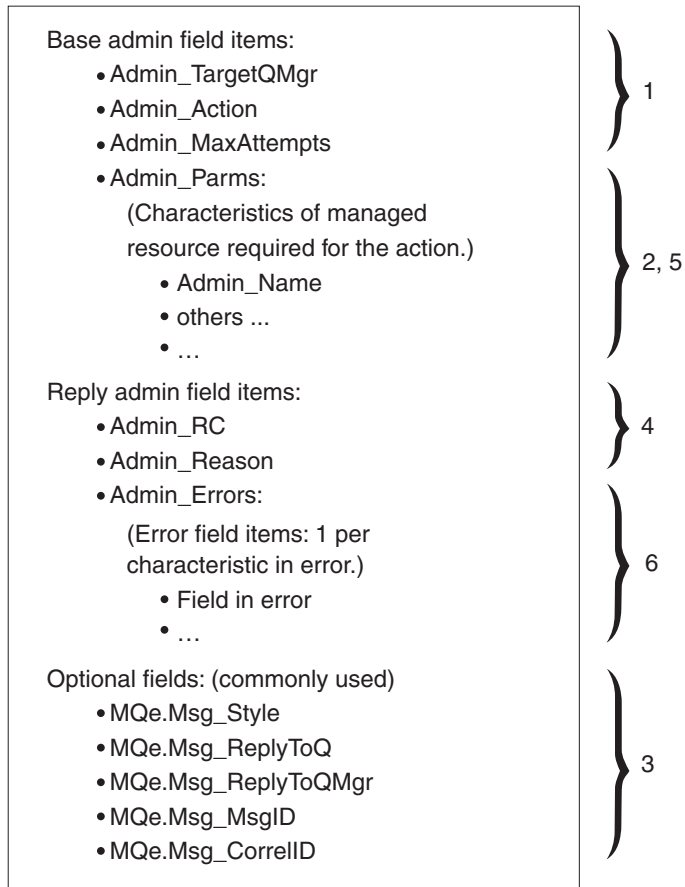 Base admin field items:
• Admin_TargetQMgr
• Admin_Action
• Admin_MaxAttempts
1
• Admin_Parms:
(Characteristics of managed
resource required for the action.)
• Admin_Name
• others ...
• ...
2, 5
Reply admin field items:
• Admin_RC
• Admin_Reason
4
• Admin_Errors:
(Error field items: 1 per
characteristic in error.)
• Field in error
• ...
6
Optional fields: (commonly used)
• MQe.Msg_Style
• MQe.Msg_ReplyToQ
• MQe.Msg_ReplyToQMgr
• MQe.Msg_MsgID
• MQe.Msg_CorrelID
3